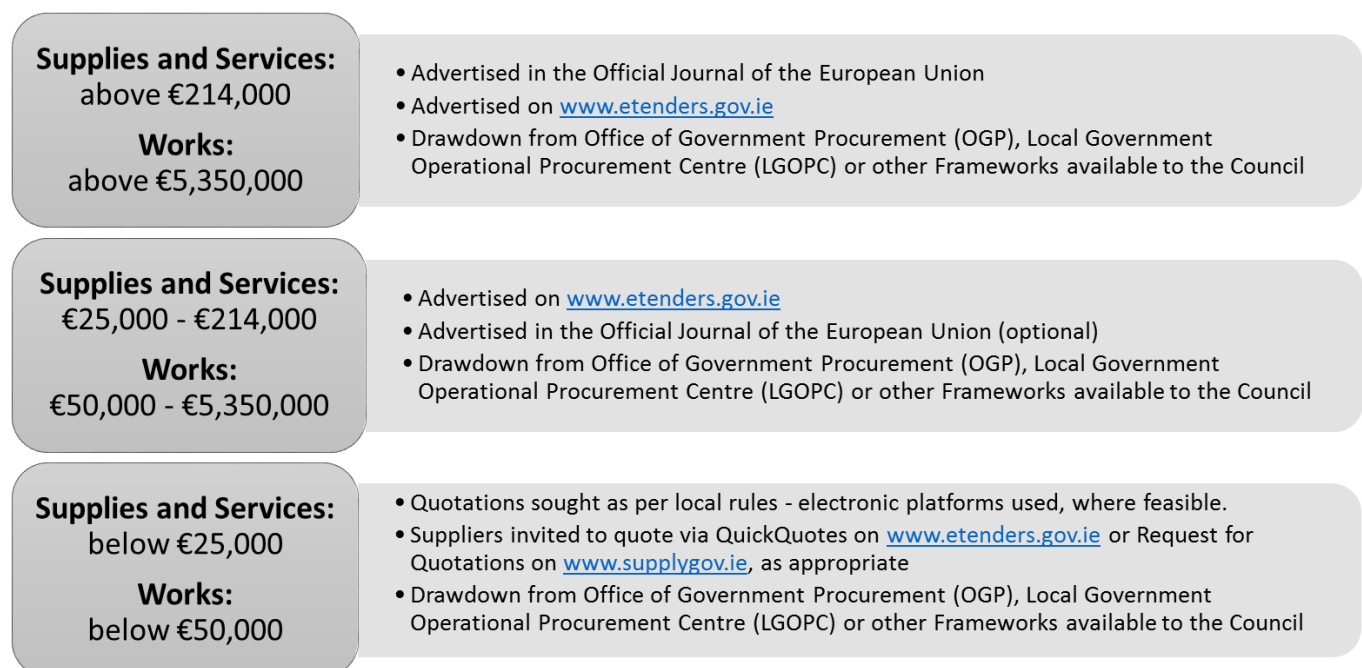 Supplies and Services:
above €214,000
Works:
above €5,350,000
• Advertised in the Official Journal of the European Union
• Advertised on www.etenders.gov.ie
• Drawdown from Office of Government Procurement (OGP), Local Government
Operational Procurement Centre (LGOPC) or other Frameworks available to the Council
Supplies and Services:
€25,000 - €214,000
Works:
€50,000 - €5,350,000
• Advertised on www.etenders.gov.ie
• Advertised in the Official Journal of the European Union (optional)
• Drawdown from Office of Government Procurement (OGP), Local Government
Operational Procurement Centre (LGOPC) or other Frameworks available to the Council
Supplies and Services:
below €25,000
Works:
below €50,000
• Quotations sought as per local rules - electronic platforms used, where feasible.
• Suppliers invited to quote via QuickQuotes on www.etenders.gov.ie or Request for
Quotations on www.supplygov.ie, as appropriate
• Drawdown from Office of Government Procurement (OGP), Local Government
Operational Procurement Centre (LGOPC) or other Frameworks available to the Council